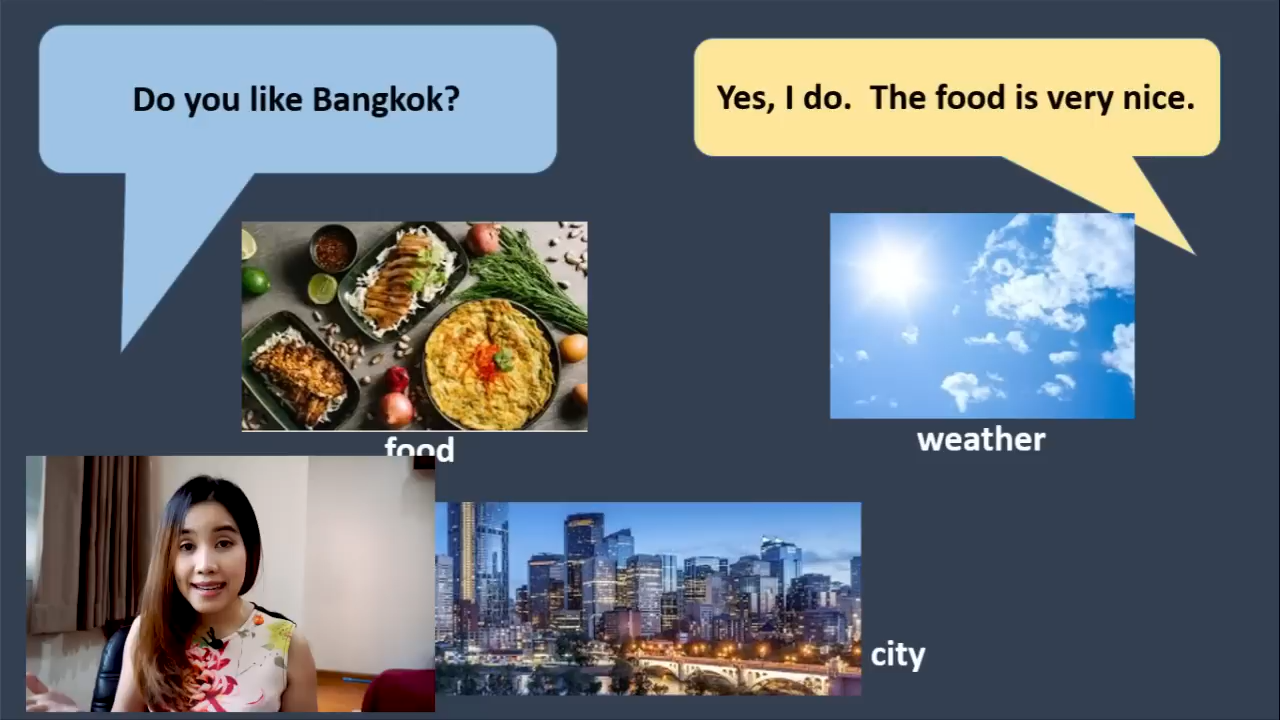 Do you like Bangkok?
Yes, I do. The food is very nice.
food
weather
city